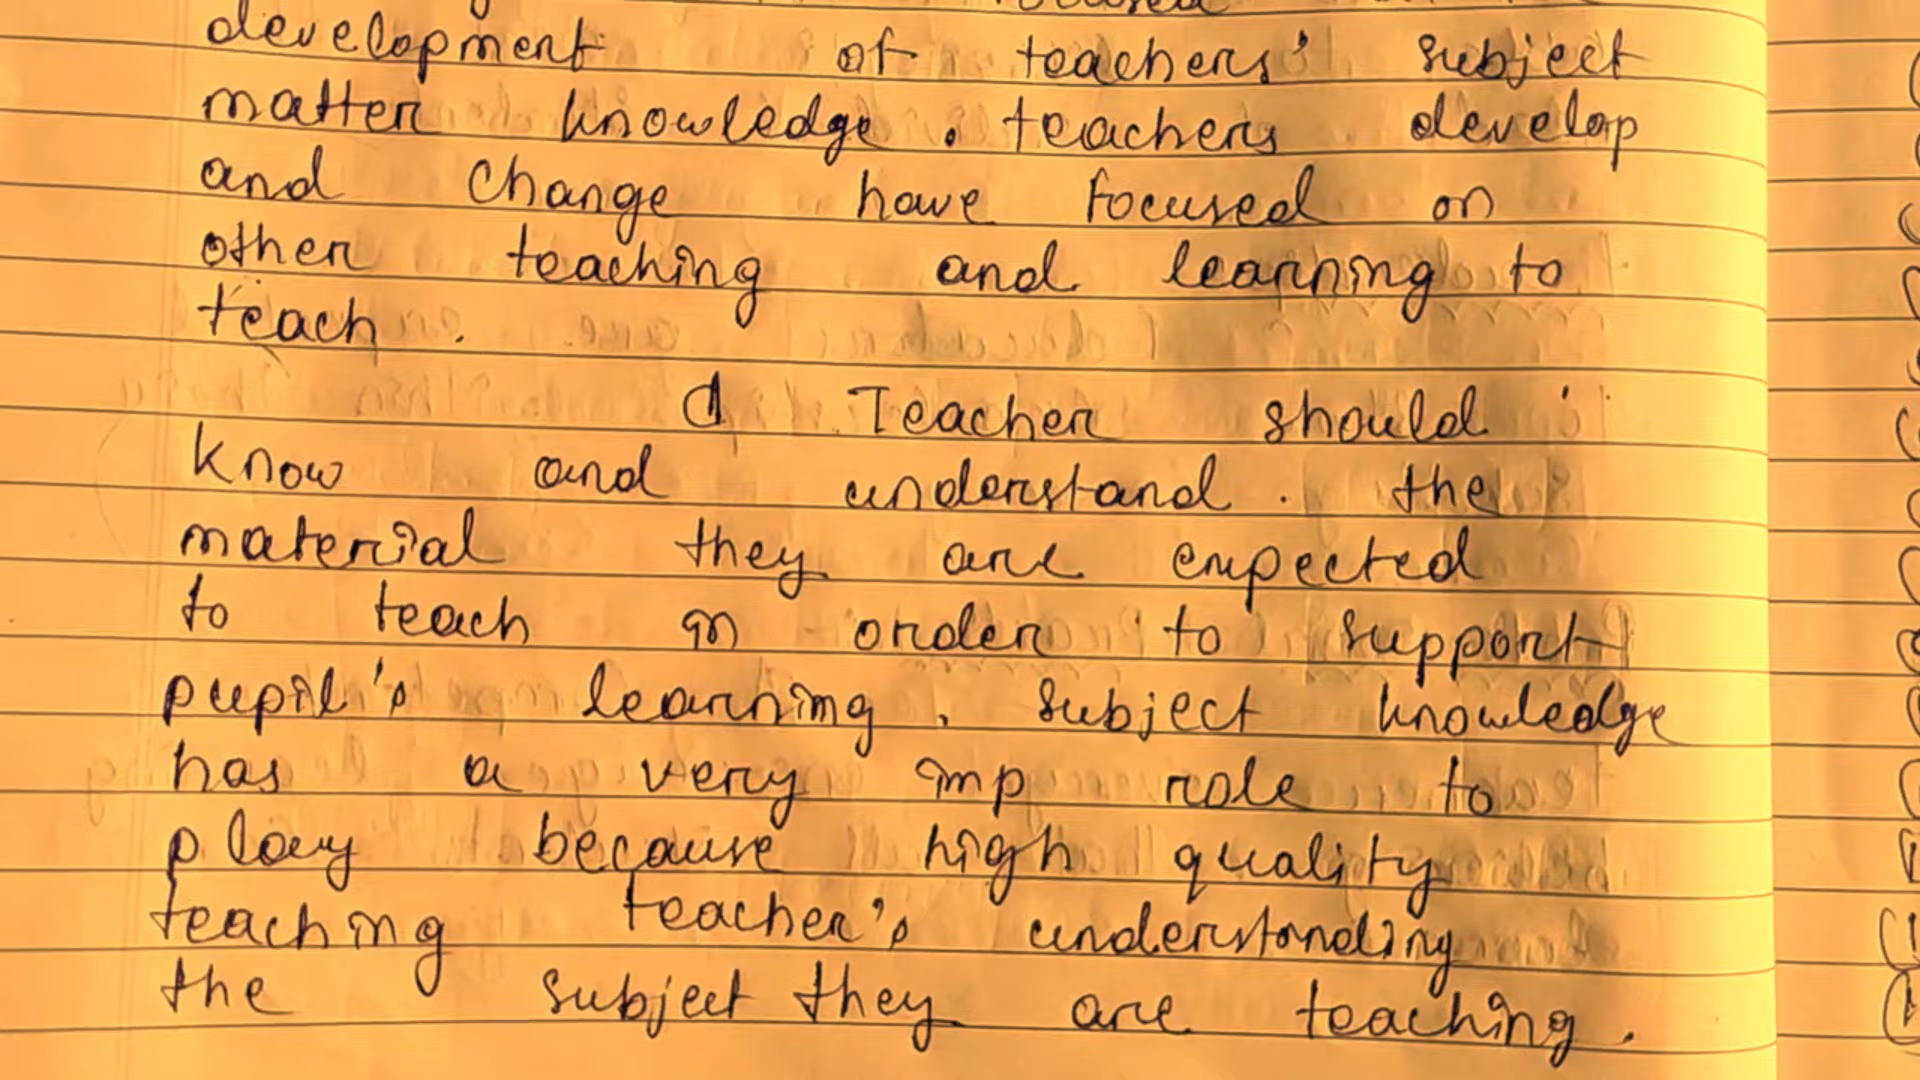 focused
development of teachers' subject
matter knowledge. teachers develop
and change have focused on
other teaching and learning to
teach.
A Teacher should
know and understand. the
material they are expected
to teach in order to support
pupil's learning. Subject knowledge
has a very imp role to
play because high quality
teaching teacher's understanding
the subject they are teaching.